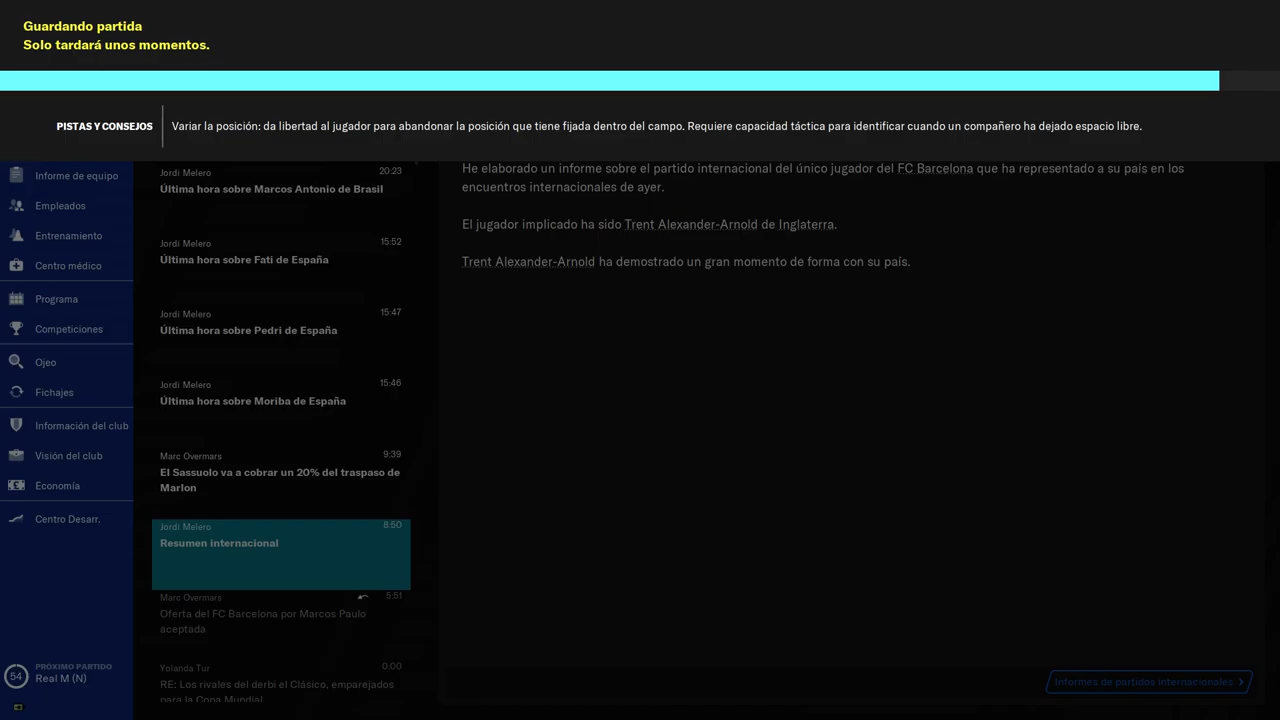 Guardando partida
Solo tardará unos momentos.
PISTAS Y CONSEJOS
Variar la posición: da libertad al jugador para abandonar la posición que tiene fijada dentro del campo. Requiere capacidad táctica para identificar cuando un compañero ha dejado espacio libre.
Informe de equipo
Empleados
Entrenamiento
Centro médico
Programa
Competiciones
Ojeo
Fichajes
Información del club
Visión del club
Economía
Centro Desarr.
54
PRÓXIMO PARTIDO
Real M (N)
Jordi Melero 20:23
Última hora sobre Marcos Antonio de Brasil
Jordi Melero 15:52
Última hora sobre Fati de España
Jordi Melero 15:47
Última hora sobre Pedri de España
Jordi Melero 15:46
Última hora sobre Moriba de España
Marc Overmars 9:39
El Sassuolo va a cobrar un 20% del traspaso de
Marlon
Jordi Melero 8:50
Resumen internacional
Marc Overmars 5:51
Oferta del FC Barcelona por Marcos Paulo
aceptada
Yolanda Tur 0:00
RE: Los rivales del derbi el Clásico, emparejados
para la Copa Mundial
He elaborado un informe sobre el partido internacional del único jugador del FC Barcelona que ha representado a su país en los
encuentros internacionales de ayer.
El jugador implicado ha sido Trent Alexander-Arnold de Inglaterra.
Trent Alexander-Arnold ha demostrado un gran momento de forma con su país.
Informes de partidos internacionales